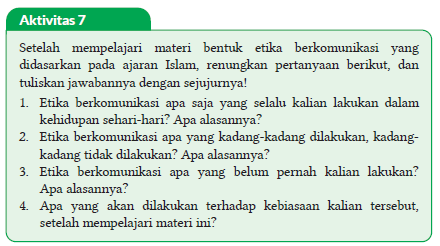 Aktivitas 7
Setelah mempelajari materi bentuk etika berkomunikasi yang
didasarkan pada ajaran Islam, renungkan pertanyaan berikut, dan
tuliskan jawabannya dengan sejujurnya!
1. Etika berkomunikasi apa saja yang selalu kalian lakukan dalam
kehidupan sehari-hari? Apa alasannya?
2. Etika berkomunikasi apa yang kadang-kadang dilakukan, kadang-
kadang tidak dilakukan? Apa alasannya?
3. Etika berkomunikasi apa yang belum pernah kalian lakukan?
Apa alasannya?
4. Apa yang akan dilakukan terhadap kebiasaan kalian tersebut,
setelah mempelajari materi ini?